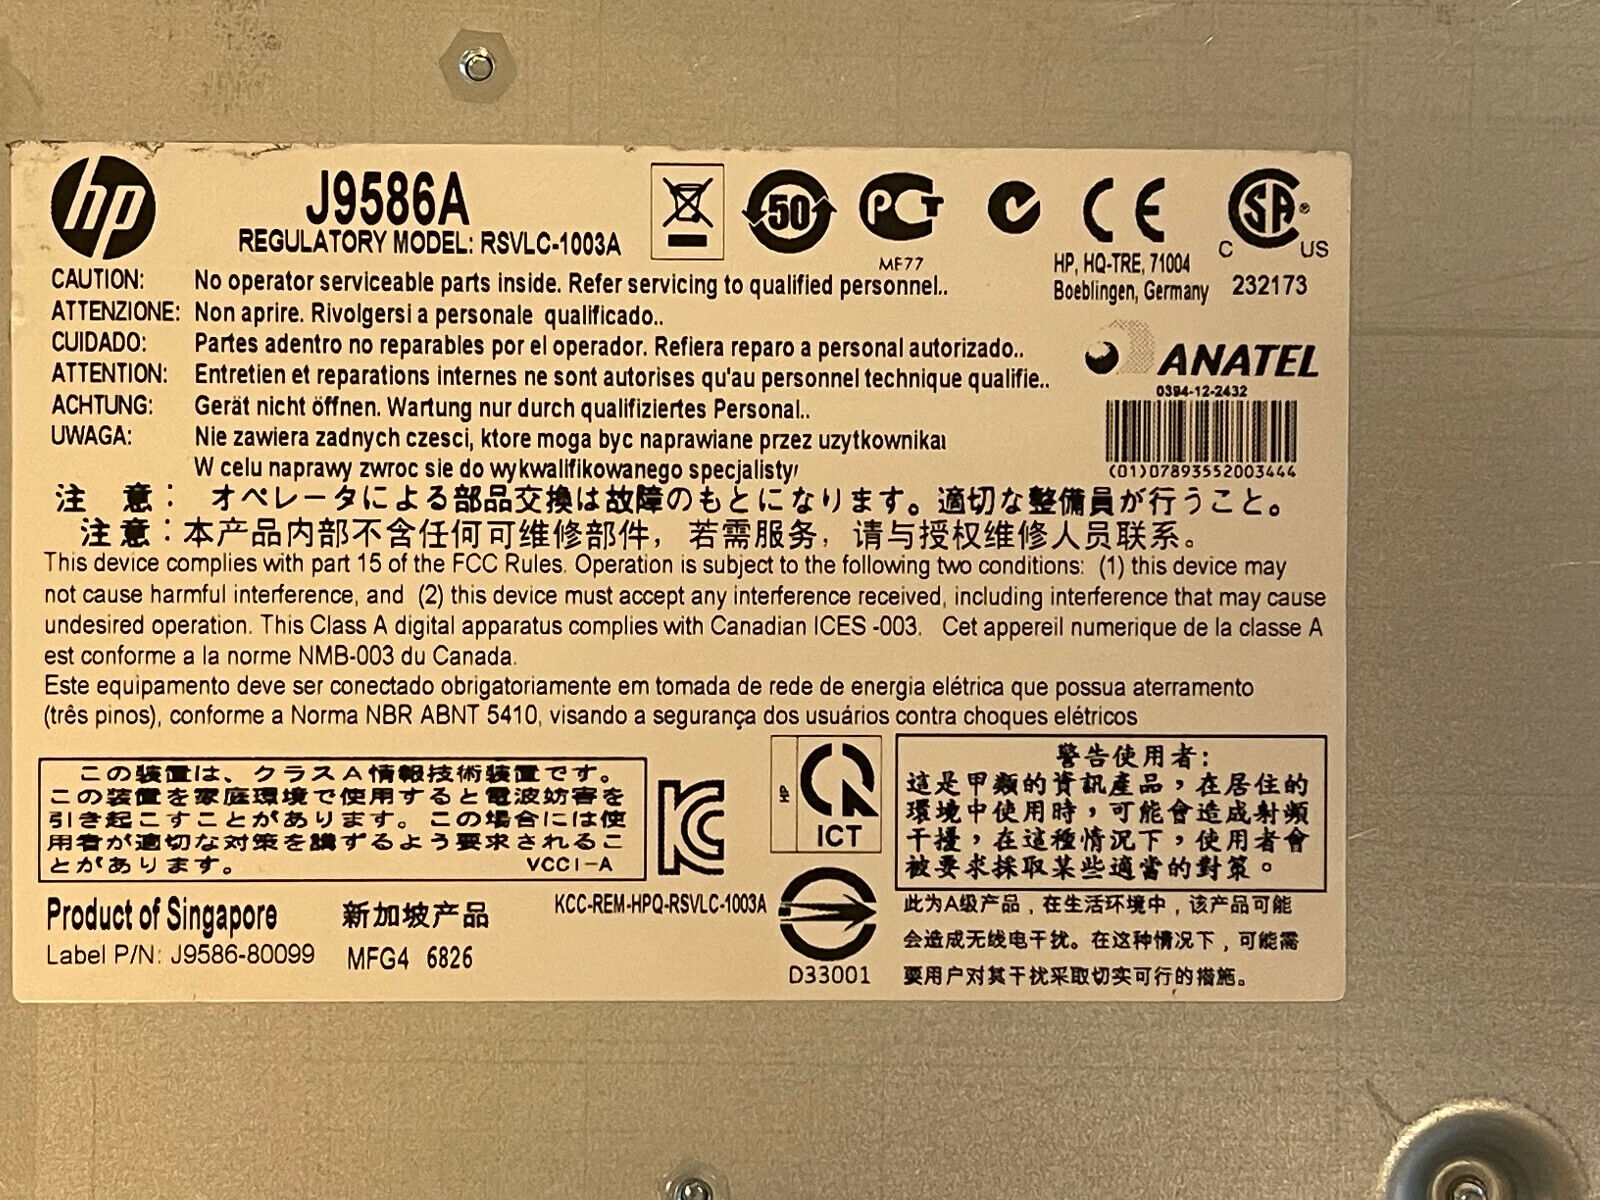 hp
J9586A
REGULATORY MODEL: RSVLC-1003A
50
PCT
ME77
CE
HP, HQ-TRE, 71004
Boeblingen, Germany
SA®
C US
232173
CAUTION: No operator serviceable parts inside. Refer servicing to qualified personnel..
ATTENZIONE: Non aprire. Rivolgersi a personale qualificado..
CUIDADO: Partes adentro no reparables por el operador. Refiera reparo a personal autorizado..
ATTENTION: Entretien et reparations internes ne sont autorises qu'au personnel technique qualifie..
ACHTUNG: Gerät nicht öffnen. Wartung nur durch qualifiziertes Personal..
UWAGA: Nie zawiera zadnych czesci, ktore moga byc naprawiane przez uzytkownika
W celu naprawy zwroc sie do wykwalifikowanego specjalisty
ANATEL
0394-12-2432
(01)07893552003444
注 意: オペレータによる部品交換は故障のもとになります。適切な整備員が行うこと。
注意:本产品内部不含任何可维修部件，若需服务，请与授权维修人员联系。
This device complies with part 15 of the FCC Rules. Operation is subject to the following two conditions: (1) this device may
not cause harmful interference, and (2) this device must accept any interference received, including interference that may cause
undesired operation. This Class A digital apparatus complies with Canadian ICES -003. Cet appereil numerique de la classe A
est conforme a la norme NMB-003 du Canada.
Este equipamento deve ser conectado obrigatoriamente em tomada de rede de energia elétrica que possua aterramento
(três pinos), conforme a Norma NBR ABNT 5410, visando a segurança dos usuários contra choques elétricos
この装置は、クラスA情報技術装置です。
この装置を家庭環境で使用すると電波妨害を
引き起こすことがあります。この場合には使
用者が適切な対策を講ずるよう要求されるこ
とがあります。 VCCI-A
KCC-REM-HPQ-RSVLC-1003A
HP
ICT
D33001
警告使用者:
這是甲類的資訊產品，在居住的
環境中使用時，可能會造成射頻
干擾，在這種情況下，使用者會
被要求採取某些適當的對策。
此为A级产品，在生活环境中，该产品可能
会造成无线电干扰。在这种情况下，可能需
要用户对其干扰采取切实可行的措施。
Product of Singapore 新加坡产品
Label P/N: J9586-80099 MFG4 6826